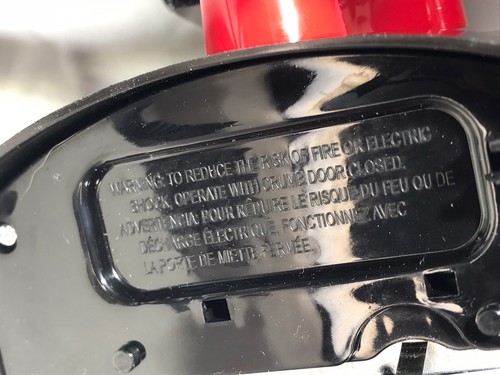 WARNING: TO REDUCE THE RISK OF FIRE OR ELECTRIC
SHOCK, OPERATE WITH CRUMB DOOR CLOSED.
ADVERTENCIA: POUR RÉDUIRE LE RISQUE DU FEU OU DE
DÉCHARGE ÉLECTRIQUE, FONCTIONNEZ AVEC
LA PORTE DE MIETTE FERMÉE.